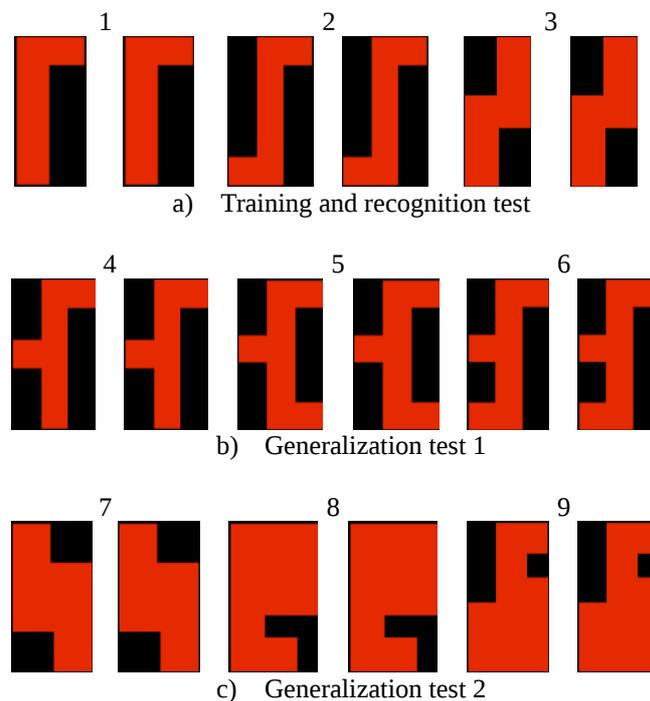 1 2 3
a) Training and recognition test
4 5 6
b) Generalization test 1
7 8 9
c) Generalization test 2